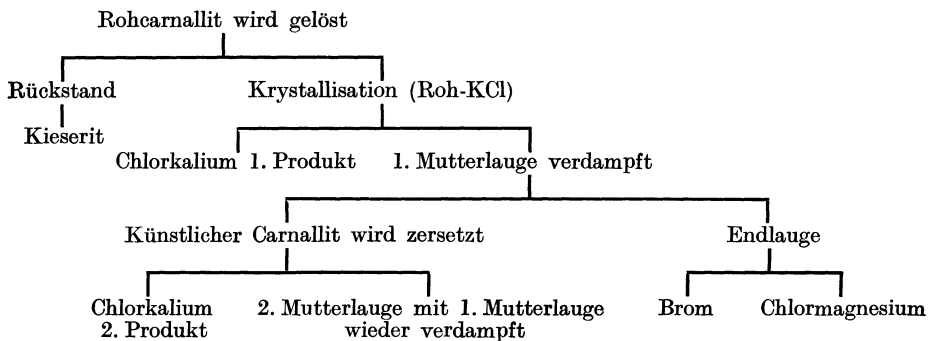 Rohcarnallit wird gelöst
Rückstand
Krystallisation (Roh-KCl)
Kieserit
Chlorkalium 1. Produkt
1. Mutterlauge verdampft
Künstlicher Carnallit wird zersetzt
Endlauge
Chlorkalium
2. Produkt
2. Mutterlauge mit 1. Mutterlauge
wieder verdampft
Brom
Chlormagnesium